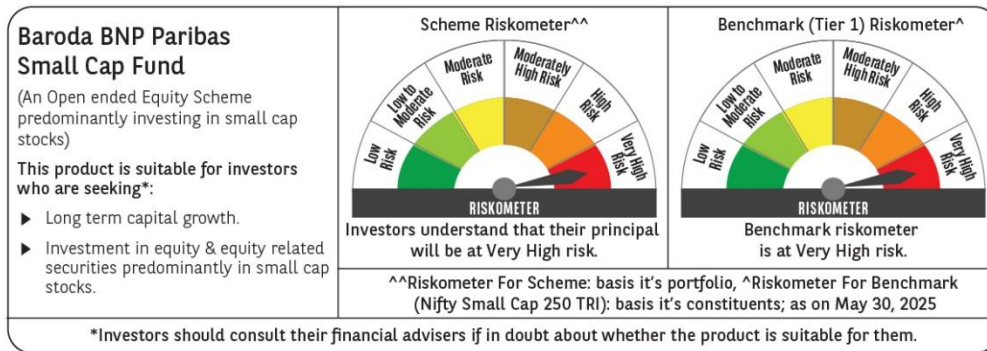 Baroda BNP Paribas
Small Cap Fund
(An Open ended Equity Scheme
predominantly investing in small cap
stocks)
This product is suitable for investors
who are seeking*:
▶ Long term capital growth.
▶ Investment in equity & equity related
securities predominantly in small cap
stocks.
Scheme Riskometer^^
Low
Risk
Low to
Moderate
Risk
Moderate
Risk
Moderately
High Risk
High
Risk
Very High
Risk
RISKOMETER
Investors understand that their principal
will be at Very High risk.
Benchmark (Tier 1) Riskometer^
Low
Risk
Low to
Moderate
Risk
Moderate
Risk
Moderately
High Risk
High
Risk
Very High
Risk
RISKOMETER
Benchmark riskometer
is at Very High risk.
^^Riskometer For Scheme: basis it's portfolio, ^Riskometer For Benchmark
(Nifty Small Cap 250 TRI): basis it's constituents; as on May 30, 2025
*Investors should consult their financial advisers if in doubt about whether the product is suitable for them.